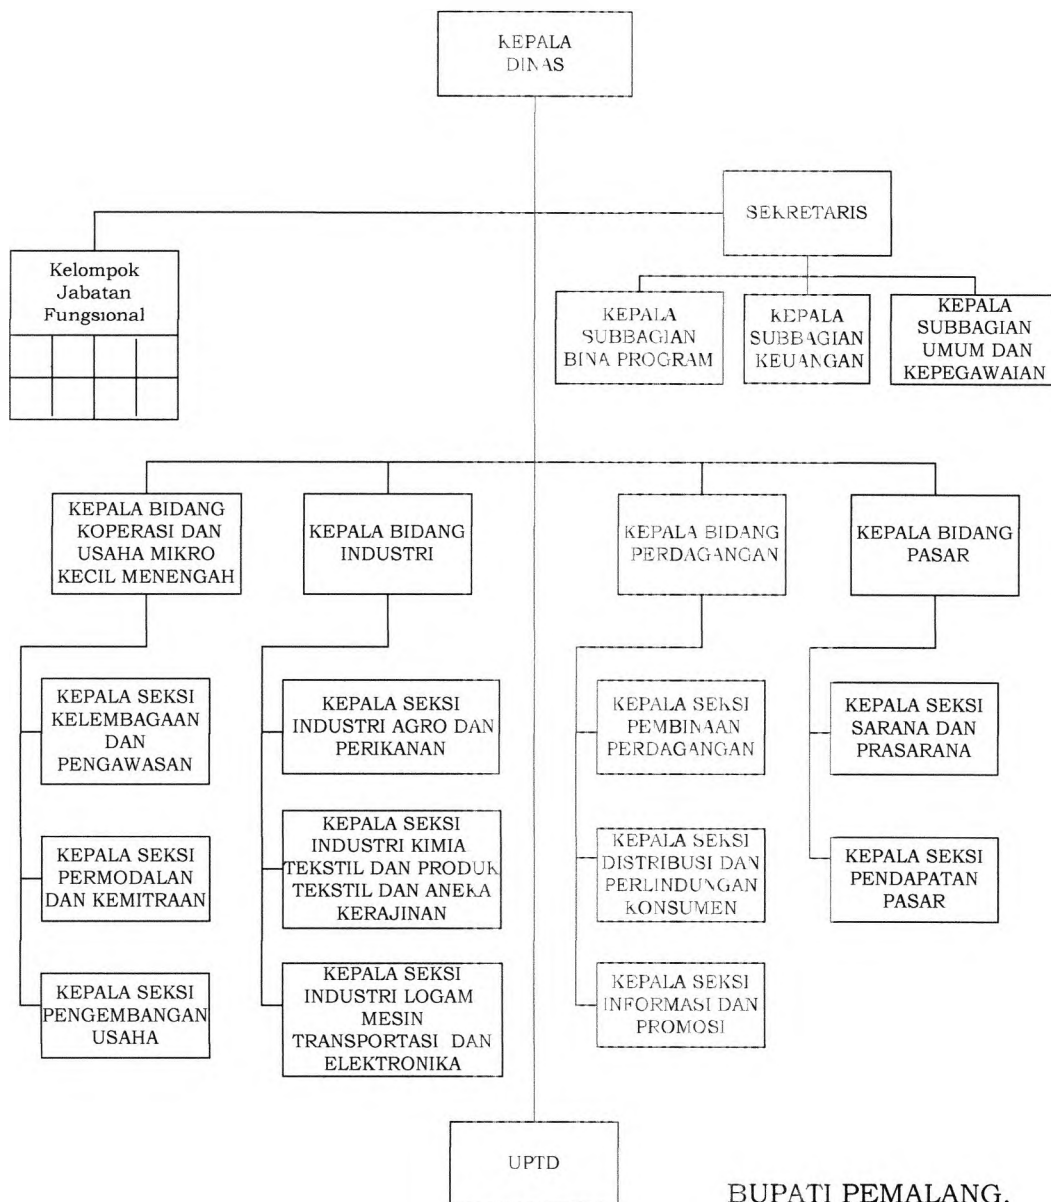 KEPALA
DINAS
SEKRETARIS
Kelompok
Jabatan
Fungsional
KEPALA
SUBBAGIAN
BINA PROGRAM
KEPALA
SUBBAGIAN
KEUANGAN
KEPALA
SUBBAGIAN
UMUM DAN
KEPEGAWAIAN
KEPALA BIDANG
KOPERASI DAN
USAHA MIKRO
KECIL MENENGAH
KEPALA BIDANG
INDUSTRI
KEPALA BIDANG
PERDAGANGAN
KEPALA BIDANG
PASAR
KEPALA SEKSI
KELEMBAGAAN
DAN
PENGAWASAN
KEPALA SEKSI
PERMODALAN
DAN KEMITRAAN
KEPALA SEKSI
PENGEMBANGAN
USAHA
KEPALA SEKSI
INDUSTRI AGRO DAN
PERIKANAN
KEPALA SEKSI
INDUSTRI KIMIA
TEKSTIL DAN PRODUK
TEKSTIL DAN ANEKA
KERAJINAN
KEPALA SEKSI
INDUSTRI LOGAM
MESIN
TRANSPORTASI DAN
ELEKTRONIKA
KEPALA SEKSI
PEMBINAAN
PERDAGANGAN
KEPALA SEKSI
DISTRIBUSI DAN
PERLINDUNGAN
KONSUMEN
KEPALA SEKSI
INFORMASI DAN
PROMOSI
KEPALA SEKSI
SARANA DAN
PRASARANA
KEPALA SEKSI
PENDAPATAN
PASAR
UPTD
BUPATI PEMALANG,